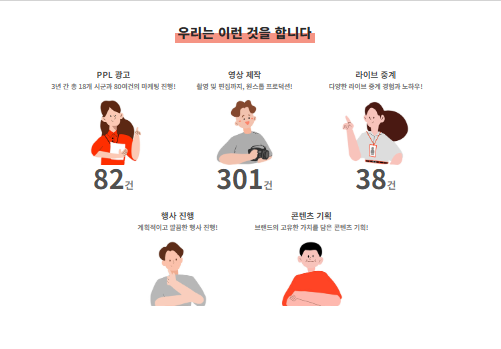 우리는 이런 것을 합니다
PPL 광고
3년 간 총 18개 시군과 80여건의 마케팅 진행!
영상 제작
촬영 및 편집까지, 원스톱 프로덕션!
라이브 중계
다양한 라이브 중계 경험과 노하우!
82건
301건
38건
행사 진행
계획적이고 깔끔한 행사 진행!
콘텐츠 기획
브랜드의 고유한 가치를 담은 콘텐츠 기획!